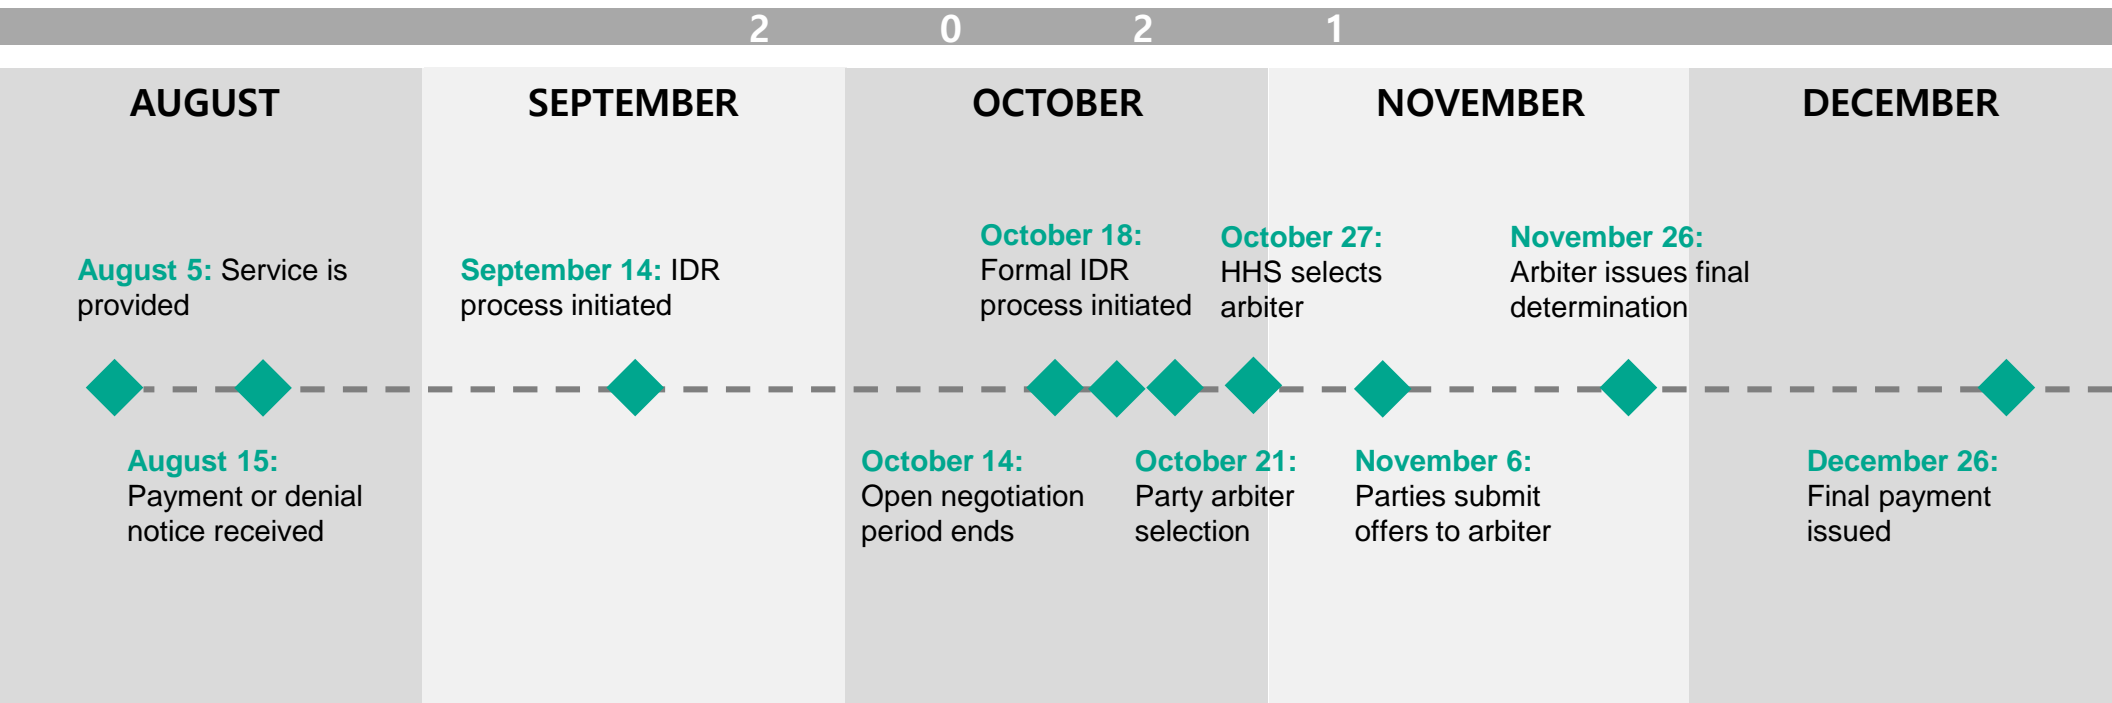 2 0 2 1
AUGUST
SEPTEMBER
OCTOBER
NOVEMBER
DECEMBER
August 5: Service is
provided
September 14: IDR
process initiated
October 18:
Formal IDR
process initiated
October 27:
HHS selects
arbiter
November 26:
Arbiter issues final
determination
August 15:
Payment or denial
notice received
October 14:
Open negotiation
period ends
October 21:
Party arbiter
selection
November 6:
Parties submit
offers to arbiter
December 26:
Final payment
issued